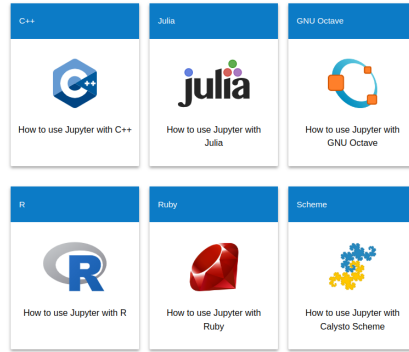 C++
Julia
GNU Octave
C++
julia
How to use Jupyter with C++
How to use Jupyter with
Julia
How to use Jupyter with
GNU Octave
R
Ruby
Scheme
R
How to use Jupyter with R
How to use Jupyter with
Ruby
How to use Jupyter with
Calysto Scheme